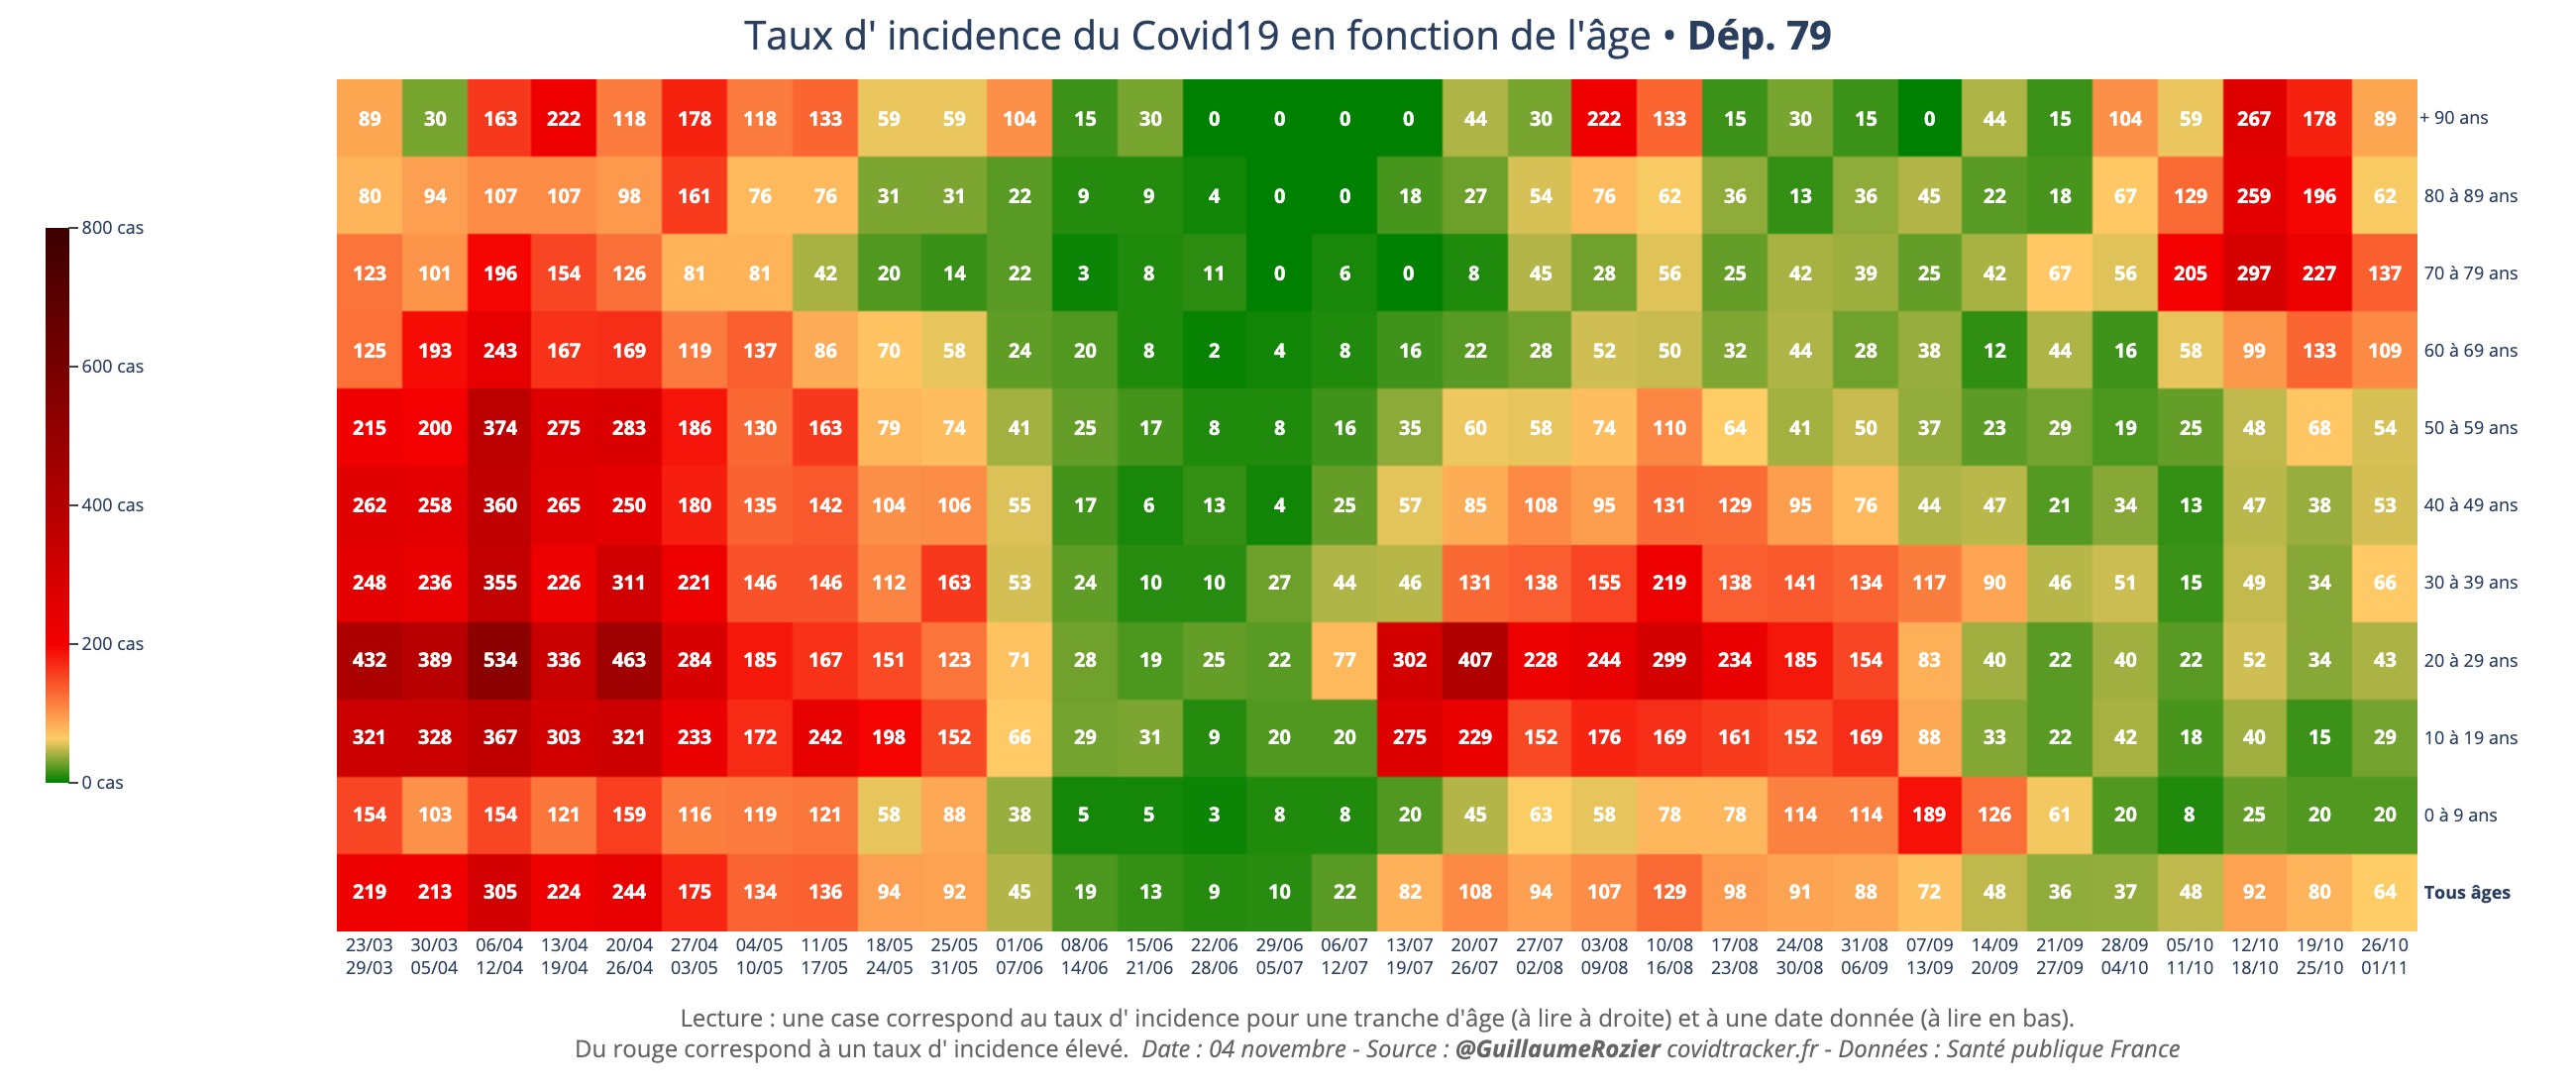 Taux d' incidence du Covid19 en fonction de l'âge • Dép. 79
89 30 163 222 118 178 118 133 59 59 104 15 30 0 0 0 0 44 30 222 133 15 30 15 0 44 15 104 59 267 178 89 + 90 ans
80 94 107 107 98 161 76 76 31 31 22 9 9 4 0 0 18 27 54 76 62 36 13 36 45 22 18 67 129 259 196 62 80 à 89 ans
800 cas
123 101 196 154 126 81 81 42 20 14 22 3 8 11 0 6 0 8 45 28 56 25 42 39 25 42 67 56 205 297 227 137 70 à 79 ans
125 193 243 167 169 119 137 86 70 58 24 20 8 2 4 8 16 22 28 52 50 32 44 28 38 12 44 16 58 99 133 109 60 à 69 ans
600 cas
215 200 374 275 283 186 130 163 79 74 41 25 17 8 8 16 35 60 58 74 110 64 41 50 37 23 29 19 25 48 68 54 50 à 59 ans
400 cas
262 258 360 265 250 180 135 142 104 106 55 17 6 13 4 25 57 85 108 95 131 129 95 76 44 47 21 34 13 47 38 53 40 à 49 ans
248 236 355 226 311 221 146 146 112 163 53 24 10 10 27 44 46 131 138 155 219 138 141 134 117 90 46 51 15 49 34 66 30 à 39 ans
200 cas
432 389 534 336 463 284 185 167 151 123 71 28 19 25 22 77 302 407 228 244 299 234 185 154 83 40 22 40 22 52 34 43 20 à 29 ans
321 328 367 303 321 233 172 242 198 152 66 29 31 9 20 20 275 229 152 176 169 161 152 169 88 33 22 42 18 40 15 29 10 à 19 ans
0 cas
154 103 154 121 159 116 119 121 58 88 38 5 5 3 8 8 20 45 63 58 78 78 114 114 189 126 61 20 8 25 20 20 0 à 9 ans
219 213 305 224 244 175 134 136 94 92 45 19 13 9 10 22 82 108 94 107 129 98 91 88 72 48 36 37 48 92 80 64 Tous âges
23/03 30/03 06/04 13/04 20/04 27/04 04/05 11/05 18/05 25/05 01/06 08/06 15/06 22/06 29/06 06/07 13/07 20/07 27/07 03/08 10/08 17/08 24/08 31/08 07/09 14/09 21/09 28/09 05/10 12/10 19/10 26/10
29/03 05/04 12/04 19/04 26/04 03/05 10/05 17/05 24/05 31/05 07/06 14/06 21/06 28/06 05/07 12/07 19/07 26/07 02/08 09/08 16/08 23/08 30/08 06/09 13/09 20/09 27/09 04/10 11/10 18/10 25/10 01/11
Lecture : une case correspond au taux d' incidence pour une tranche d'âge (à lire à droite) et à une date donnée (à lire en bas).
Du rouge correspond à un taux d' incidence élevé. Date : 04 novembre - Source : @GuillaumeRozier covidtracker.fr - Données : Santé publique France